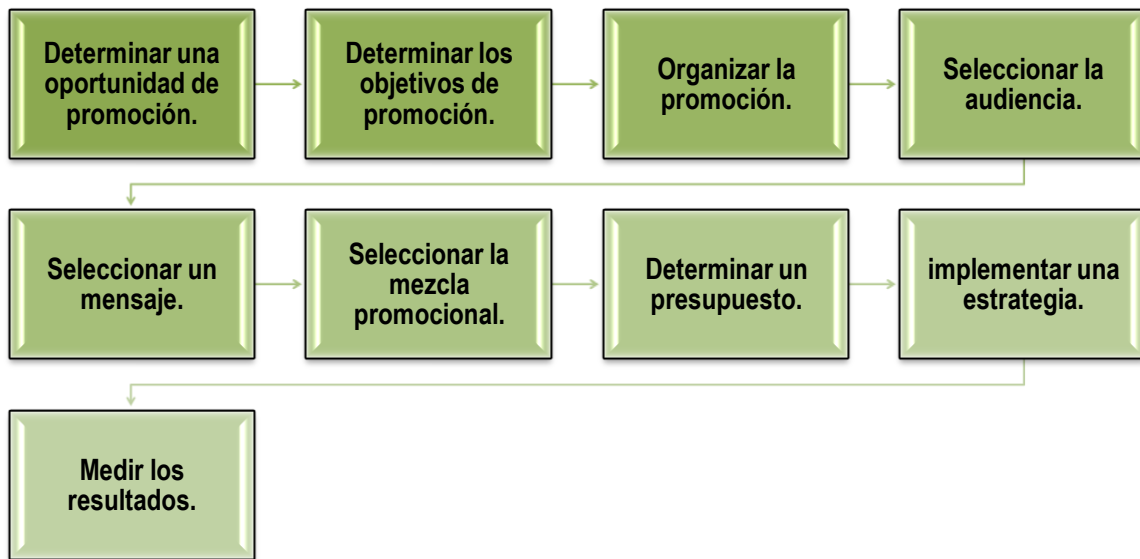 Determinar una
oportunidad de
promoción.
Determinar los
objetivos de
promoción.
Organizar la
promoción.
Seleccionar la
audiencia.
Seleccionar un
mensaje.
Seleccionar la
mezcla
promocional.
Determinar un
presupuesto.
implementar una
estrategia.
Medir los
resultados.